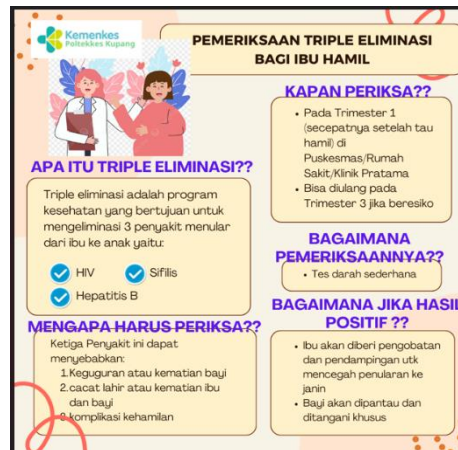 Kemenkes
Poltekkes Kupang
PEMERIKSAAN TRIPLE ELIMINASI
BAGI IBU HAMIL
APA ITU TRIPLE ELIMINASI??
Triple eliminasi adalah program
kesehatan yang bertujuan untuk
mengeliminasi 3 penyakit menular
dari ibu ke anak yaitu:
HIV
Sifilis
Hepatitis B
MENGAPA HARUS PERIKSA??
Ketiga Penyakit ini dapat
menyebabkan:
1.Keguguran atau kematian bayi
2.cacat lahir atau kematian ibu
dan bayi
3.komplikasi kehamilan
KAPAN PERIKSA??
• Pada Trimester 1
(secepatnya setelah tau
hamil) di
Puskesmas/Rumah
Sakit/Klinik Pratama
• Bisa diulang pada
Trimester 3 jika beresiko
BAGAIMANA
PEMERIKSAANNYA??
• Tes darah sederhana
BAGAIMANA JIKA HASIL
POSITIF ??
• Ibu akan diberi pengobatan
dan pendampingan utk
mencegah penularan ke
janin
• Bayi akan dipantau dan
ditangani khusus